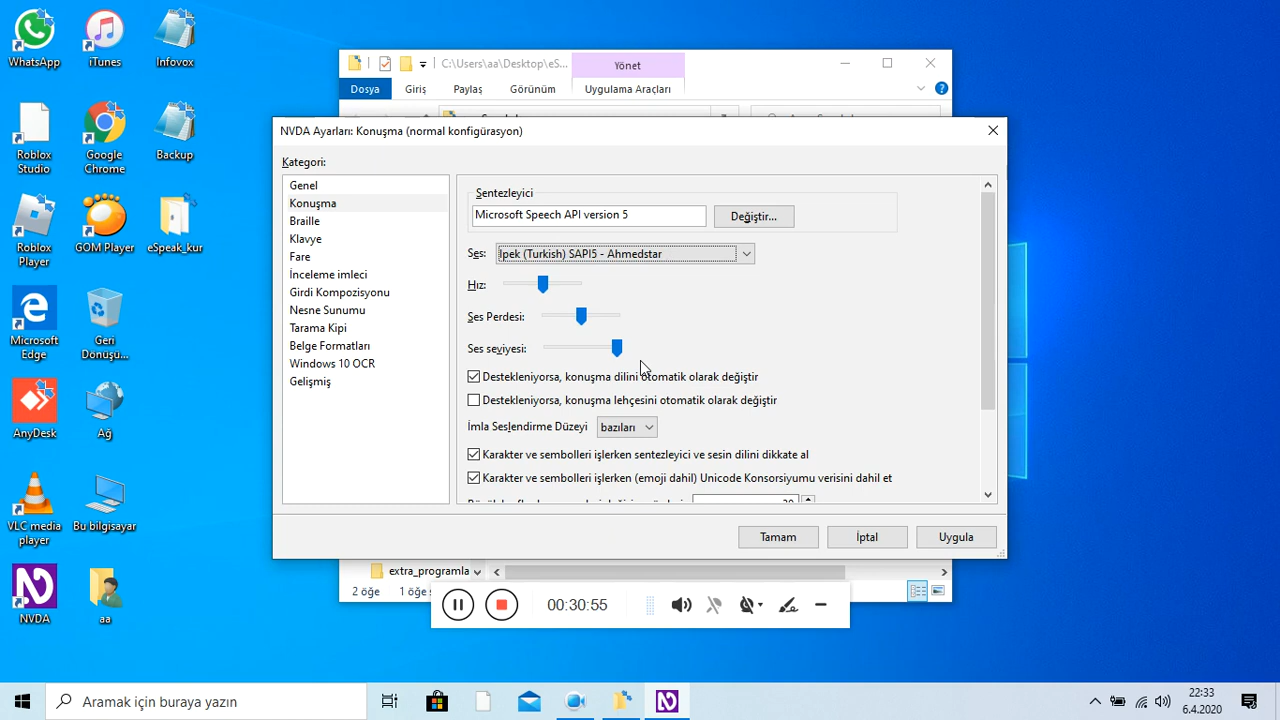 WhatsApp
iTunes
Infovox
Roblox
Studio
Google
Chrome
Backup
Roblox
Player
GOM Player
eSpeak_kur
Microsoft
Edge
Geri
Dönüşü...
AnyDesk
Ağ
VLC media
player
Bu bilgisayar
NVDA
aa
C:\Users\aa\Desktop\eS...
Yönet
Dosya
Giriş
Paylaş
Görünüm
Uygulama Araçları
NVDA Ayarları: Konuşma (normal konfigürasyon)
Kategori:
Genel
Konuşma
Braille
Klavye
Fare
İnceleme imleci
Girdi Kompozisyonu
Nesne Sunumu
Tarama Kipi
Belge Formatları
Windows 10 OCR
Gelişmiş
Sentezleyici
Microsoft Speech API version 5
Değiştir...
Ses:
Ipek (Turkish) SAPI5 - Ahmedstar
Hız:
Ses Perdesi:
Ses seviyesi:
Destekleniyorsa, konuşma dilini otomatik olarak değiştir
Destekleniyorsa, konuşma lehçesini otomatik olarak değiştir
İmla Seslendirme Düzeyi
bazıları
Karakter ve sembolleri işlerken sentezleyici ve sesin dilini dikkate al
Karakter ve sembolleri işlerken (emoji dahil) Unicode Konsorsiyumu verisini dahil et
Tamam
İptal
Uygula
extra_programla
2 öğe
1 öğe
00:30:55
Aramak için buraya yazın
22:33
6.4.2020